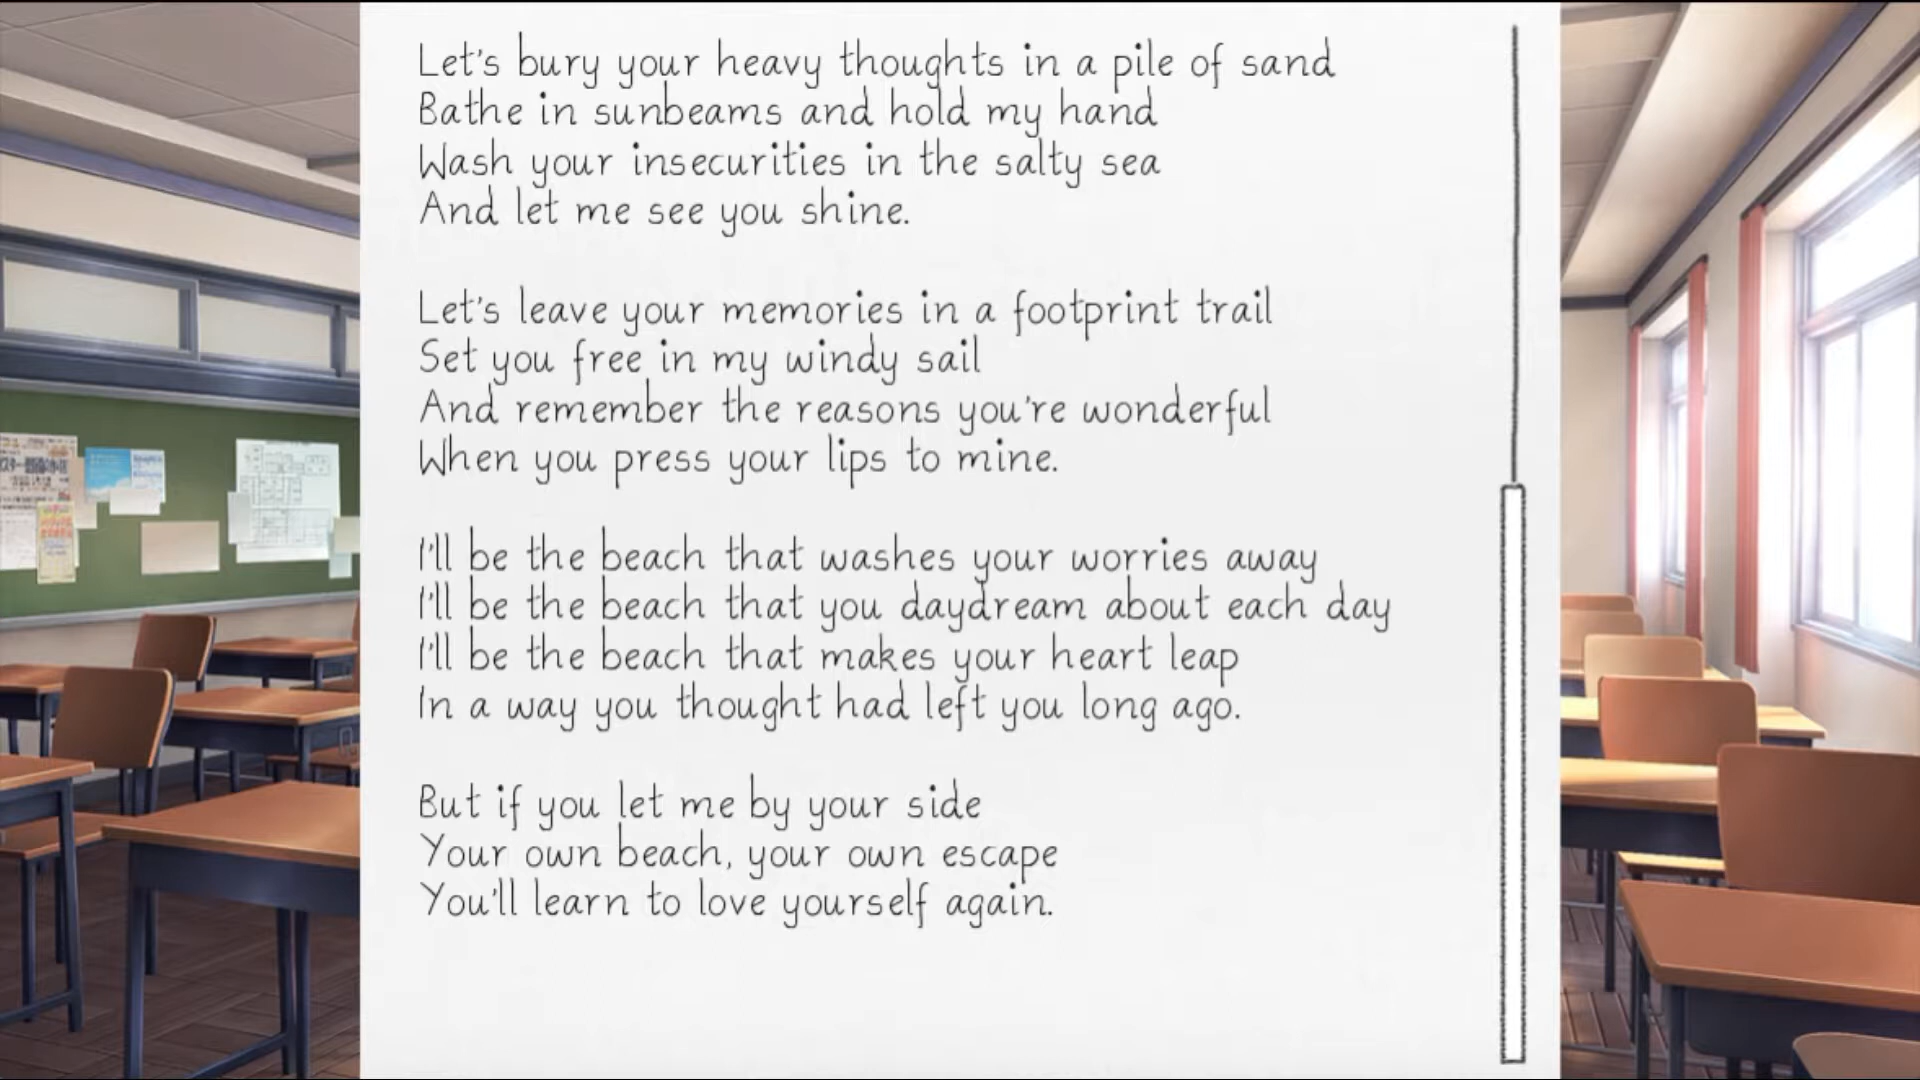 Let's bury your heavy thoughts in a pile of sand
Bathe in sunbeams and hold my hand
Wash your insecurities in the salty sea
And let me see you shine.
Let's leave your memories in a footprint trail
Set you free in my windy sail
And remember the reasons you're wonderful
When you press your lips to mine.
I'll be the beach that washes your worries away
I'll be the beach that you daydream about each day
I'll be the beach that makes your heart leap
In a way you thought had left you long ago.
But if you let me by your side
Your own beach, your own escape
You'll learn to love yourself again.